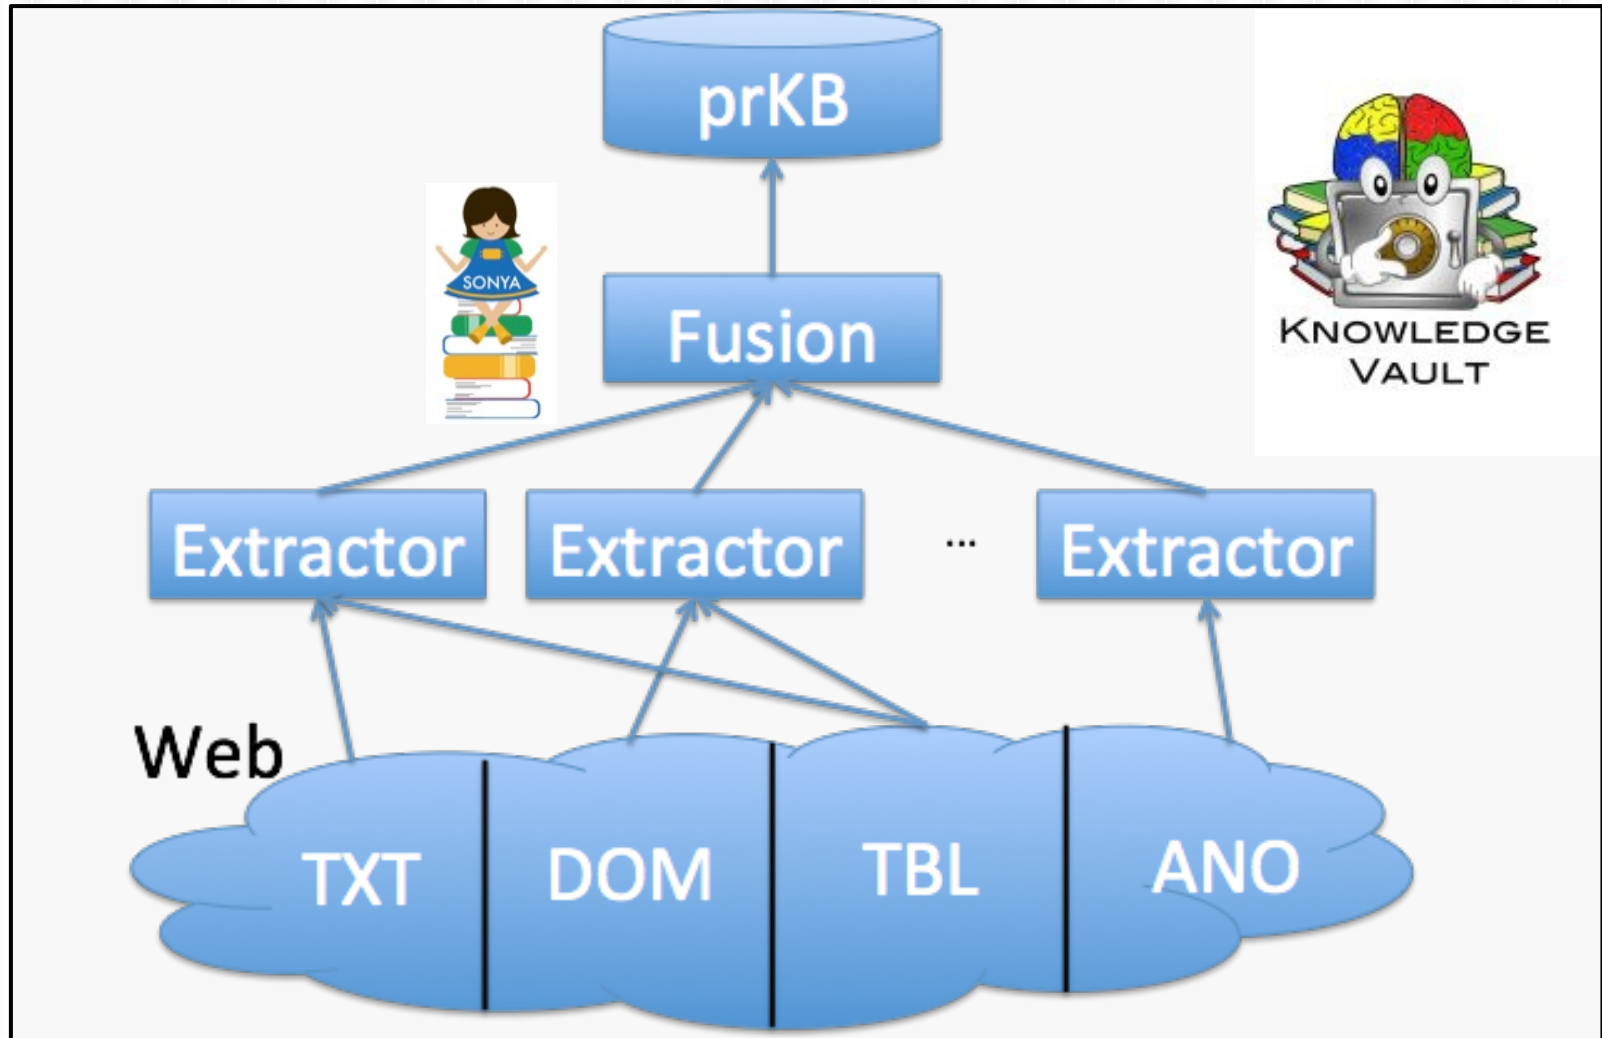 prKB
SONYA
Fusion
KNOWLEDGE
VAULT
Extractor
Extractor
...
Extractor
Web
TXT
DOM
TBL
ANO